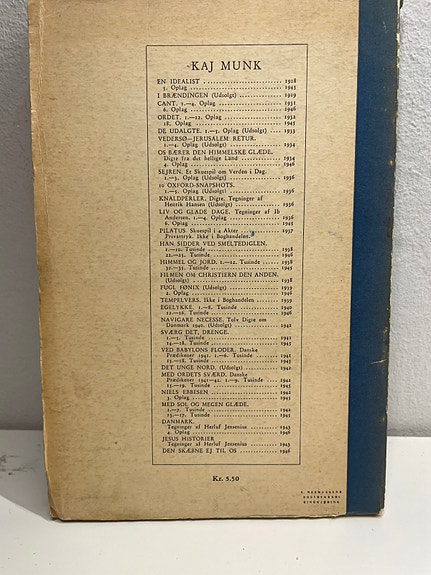 KAJ MUNK
EN IDEALIST .......... 1928
3. Oplag .......... 1945
I BRÆNDINGEN (Udsolgt) .......... 1929
CANT. 1.—4. Oplag .......... 1931
6. Oplag .......... 1946
ORDET. 1.—12. Oplag .......... 1932
18. Oplag .......... 1945
DE UDALGTE. 1.—5. Oplag (Udsolgt) .......... 1933
VEDERSØ—JERUSALEM RETUR.
1.—4. Oplag (Udsolgt) .......... 1934
OS BÆRER DEN HIMMELSKE GLÆDE.
Digte fra det hellige Land .......... 1934
4. Oplag .......... 1946
SEJREN. Et Skuespil om Verden i Dag.
1.—3. Oplag (Udsolgt) .......... 1936
10 OXFORD-SNAPSHOTS.
1.—5. Oplag (Udsolgt) .......... 1936
KNALDPERLER. Digte. Tegninger af
Henrik Hansen (Udsolgt) .......... 1936
LIV OG GLADE DAGE. Tegninger af Ib
Andersen. 1.—4. Oplag .......... 1936
6. Oplag .......... 1945
PILATUS. Skuespil i 4 Akter .......... 1937
Privattryk. Ikke i Boghandelen.
HAN SIDDER VED SMELTEDIGLEN.
1.—10. Tusinde .......... 1938
22.—25. Tusinde .......... 1946
HIMMEL OG JORD. 1.—12. Tusinde .......... 1938
32.—35. Tusinde .......... 1945
FILMEN OM CHRISTIERN DEN ANDEN.
(Udsolgt) .......... 1938
FUGL FØNIX (Udsolgt) .......... 1939
2. Oplag .......... 1946
TEMPELVERS. Ikke i Boghandelen .......... 1939
EGELYKKE. 1.—8. Tusinde .......... 1940
12.—16. Tusinde .......... 1946
NAVIGARE NECESSE. Tolv Digte om
Danmark 1940. (Udsolgt) .......... 1941
SVÆRG DET, DRENGE.
1.—5. Tusinde .......... 1941
14.—18. Tusinde .......... 1945
VED BABYLONS FLODER. Danske
Prædikener 1941. 1.—6. Tusinde .......... 1941
15.—18. Tusinde .......... 1945
DET UNGE NORD. (Udsolgt) .......... 1942
MED ORDETS SVÆRD. Danske
Prædikener 1941—42. 1.—9. Tusinde .......... 1942
15.—19. Tusinde .......... 1945
NIELS EBBESEN .......... 1942
3. Oplag .......... 1945
MED SOL OG MEGEN GLÆDE.
1.—7. Tusinde .......... 1942
13.—17. Tusinde .......... 1945
DANMARK.
Tegninger af Herluf Jensenius .......... 1943
4. Oplag .......... 1946
JESUS HISTORIER
Tegninger af Herluf Jensenius .......... 1943
DEN SKÆBNE EJ TIL OS .......... 1946
Kr. 5.50
RASMUSSENS
BOGTRYKKERI
RINGKJØBING